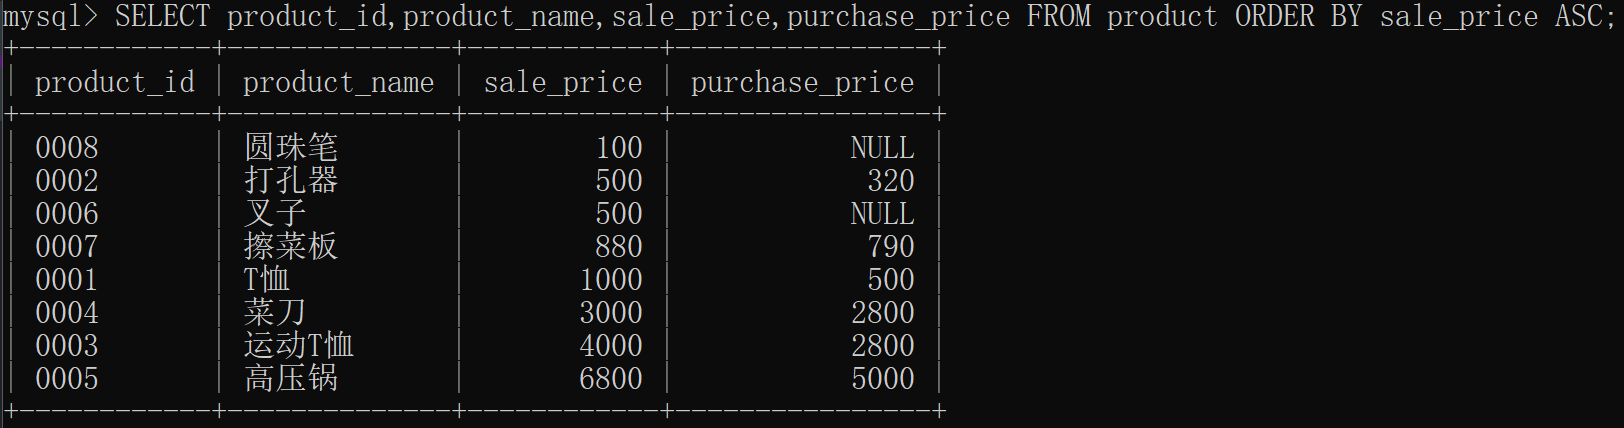 mysql> SELECT product_id,product_name,sale_price,purchase_price FROM product ORDER BY sale_price ASC;
+------------+--------------+------------+----------------+
| product_id | product_name | sale_price | purchase_price |
+------------+--------------+------------+----------------+
| 0008       | 圆珠笔       |        100 |           NULL |
| 0002       | 打孔器       |        500 |            320 |
| 0006       | 叉子         |        500 |           NULL |
| 0007       | 擦菜板       |        880 |            790 |
| 0001       | T恤          |       1000 |            500 |
| 0004       | 菜刀         |       3000 |           2800 |
| 0003       | 运动T恤      |       4000 |           2800 |
| 0005       | 高压锅       |       6800 |           5000 |
+------------+--------------+------------+----------------+